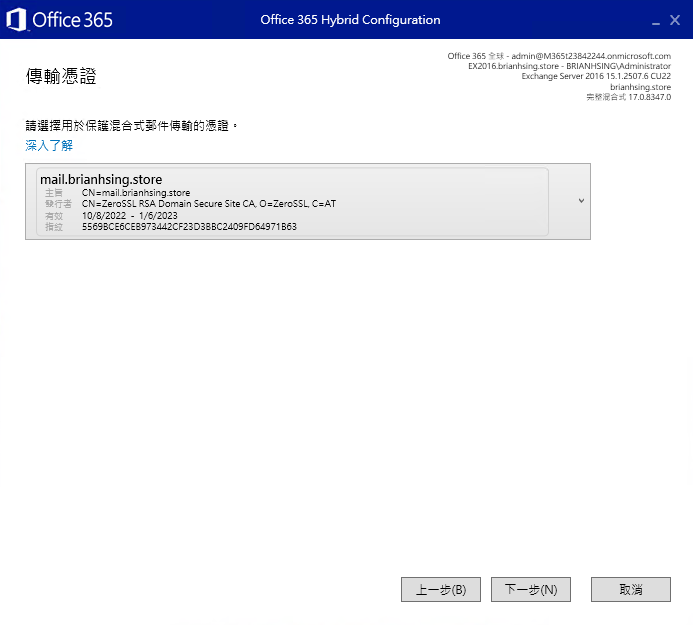 Office 365
Office 365 Hybrid Configuration
Office 365 全球 - admin@M365t23842244.onmicrosoft.com
EX2016.brianhsing.store - BRIANHSING\Administrator
Exchange Server 2016 15.1.2507.6 CU22
brianhsing.store
完整混合式 17.0.8347.0
傳輸憑證
請選擇用於保護混合式郵件傳輸的憑證。
深入了解
mail.brianhsing.store
主旨 CN=mail.brianhsing.store
發行者 CN=ZeroSSL RSA Domain Secure Site CA, O=ZeroSSL, C=AT
有效 10/8/2022 - 1/6/2023
指紋 5569BCE6CEB973442CF23D3BBC2409FD64971B63
上一步(B)
下一步(N)
取消